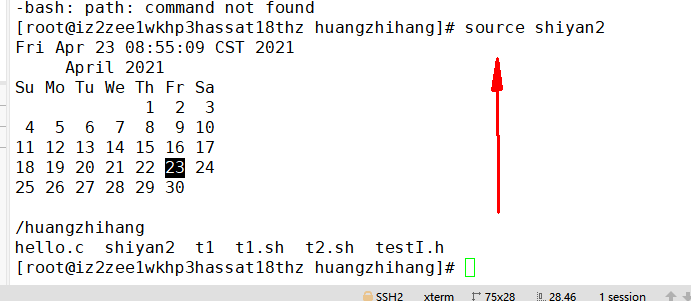 -bash: path: command not found
[root@iz2zee1wkhp3hassat18thz huangzhihang]# source shiyan2
Fri Apr 23 08:55:09 CST 2021
     April 2021
Su Mo Tu We Th Fr Sa
             1  2  3
 4  5  6  7  8  9 10
11 12 13 14 15 16 17
18 19 20 21 22 23 24
25 26 27 28 29 30
/huangzhihang
hello.c  shiyan2  t1  t1.sh  t2.sh  testI.h
[root@iz2zee1wkhp3hassat18thz huangzhihang]#
SSH2 xterm 75x28 28,46 1 session